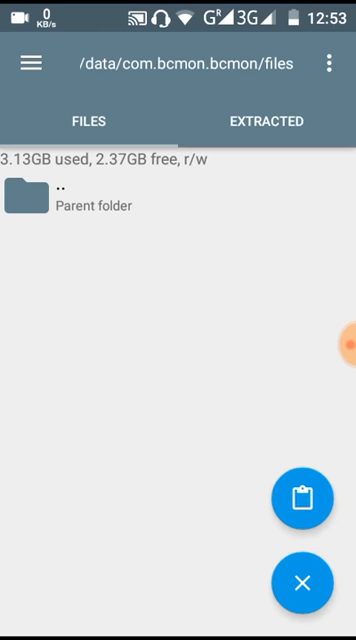 0
KB/s
GR 3G 12:53
/data/com.bcmon.bcmon/files
FILES
EXTRACTED
3.13GB used, 2.37GB free, r/w
..
Parent folder